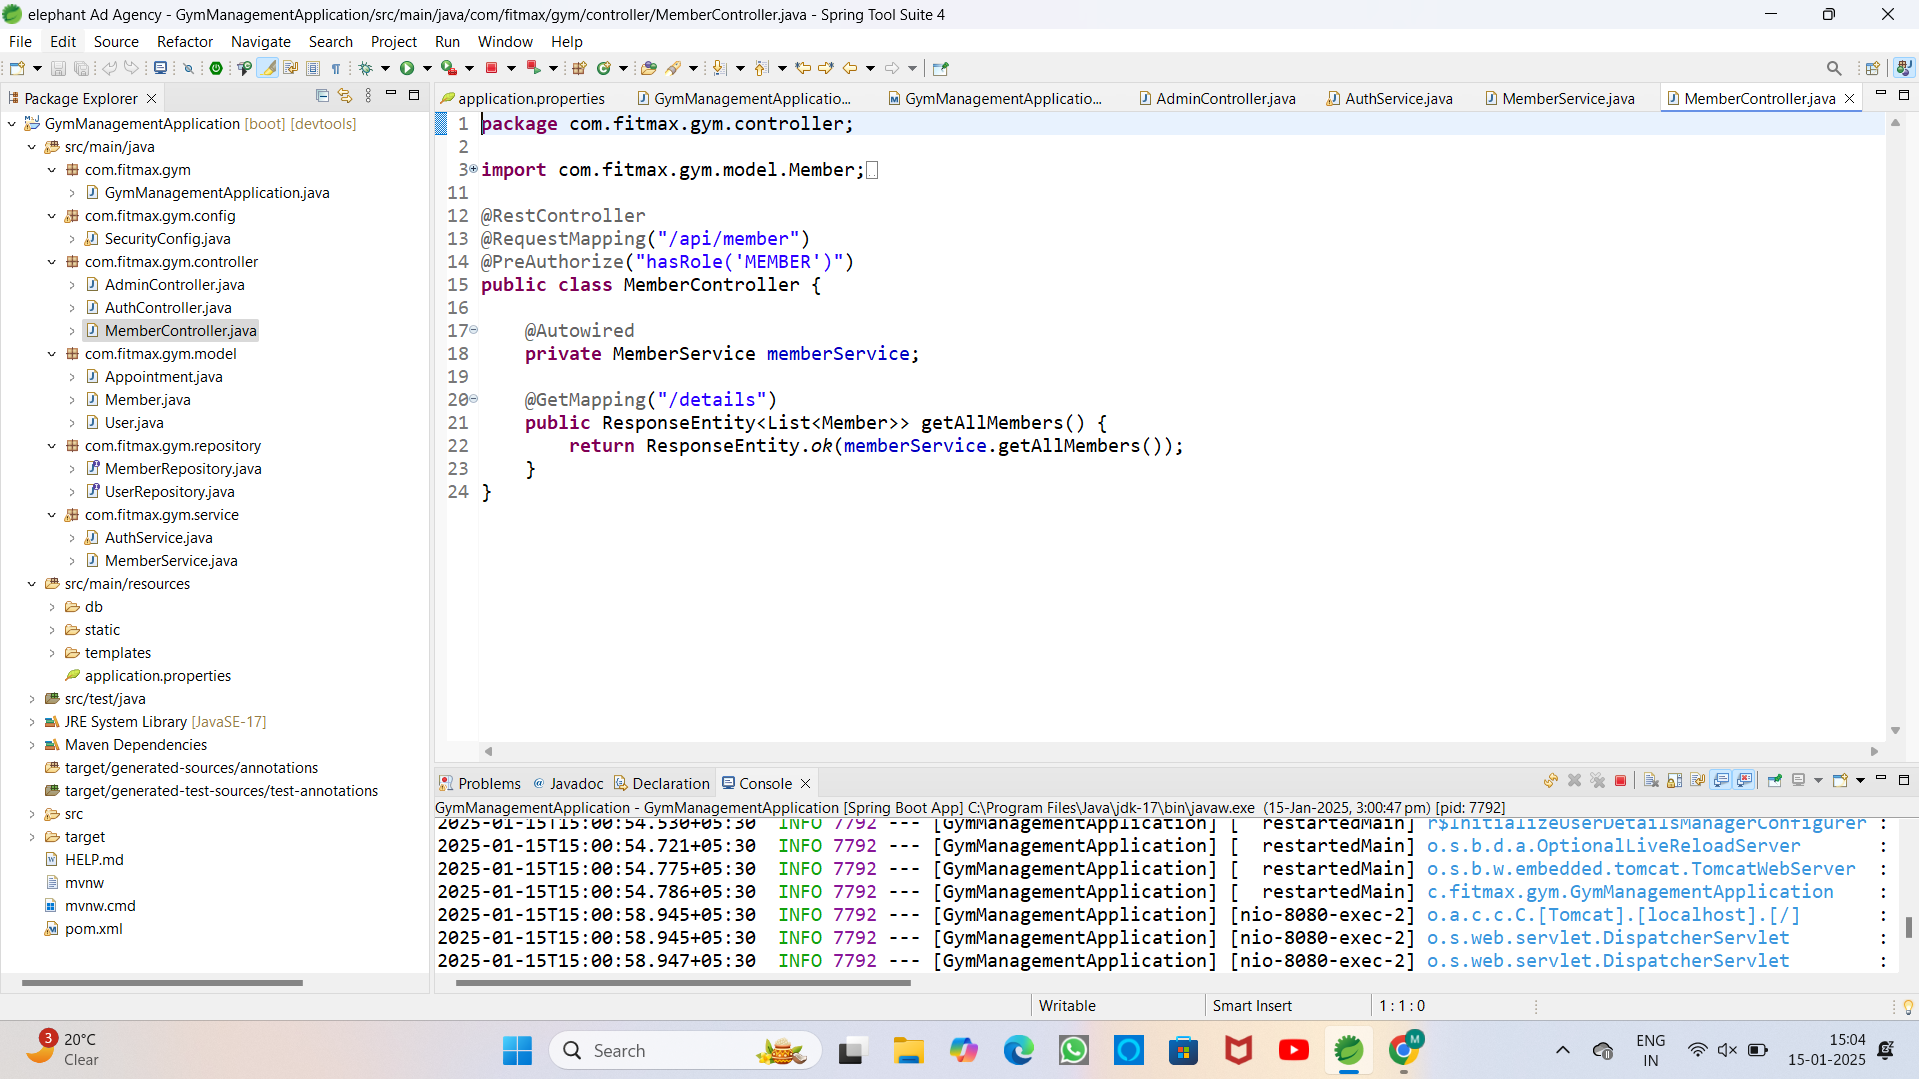 elephant Ad Agency - GymManagementApplication/src/main/java/com/fitmax/gym/controller/MemberController.java - Spring Tool Suite 4
File Edit Source Refactor Navigate Search Project Run Window Help
Package Explorer
GymManagementApplication [boot] [devtools]
src/main/java
com.fitmax.gym
GymManagementApplication.java
com.fitmax.gym.config
SecurityConfig.java
com.fitmax.gym.controller
AdminController.java
AuthController.java
MemberController.java
com.fitmax.gym.model
Appointment.java
Member.java
User.java
com.fitmax.gym.repository
MemberRepository.java
UserRepository.java
com.fitmax.gym.service
AuthService.java
MemberService.java
src/main/resources
db
static
templates
application.properties
src/test/java
JRE System Library [JavaSE-17]
Maven Dependencies
target/generated-sources/annotations
target/generated-test-sources/test-annotations
src
target
HELP.md
mvnw
mvnw.cmd
pom.xml
application.properties GymManagementApplicatio... GymManagementApplicatio... AdminController.java AuthService.java MemberService.java MemberController.java
1 package com.fitmax.gym.controller;
2
3 import com.fitmax.gym.model.Member;
11
12 @RestController
13 @RequestMapping("/api/member")
14 @PreAuthorize("hasRole('MEMBER')")
15 public class MemberController {
16
17 @Autowired
18 private MemberService memberService;
19
20 @GetMapping("/details")
21 public ResponseEntity<List<Member>> getAllMembers() {
22 return ResponseEntity.ok(memberService.getAllMembers());
23 }
24 }
Problems @ Javadoc Declaration Console
GymManagementApplication - GymManagementApplication [Spring Boot App] C:\Program Files\Java\jdk-17\bin\javaw.exe (15-Jan-2025, 3:00:47 pm) [pid: 7792]
2025-01-15T15:00:54.530+05:30 INFO 7792 --- [GymManagementApplication] [ restartedMain] r$InitializeUserDetailsManagerConfigurer :
2025-01-15T15:00:54.721+05:30 INFO 7792 --- [GymManagementApplication] [ restartedMain] o.s.b.d.a.OptionalLiveReloadServer :
2025-01-15T15:00:54.775+05:30 INFO 7792 --- [GymManagementApplication] [ restartedMain] o.s.b.w.embedded.tomcat.TomcatWebServer :
2025-01-15T15:00:54.786+05:30 INFO 7792 --- [GymManagementApplication] [ restartedMain] c.fitmax.gym.GymManagementApplication :
2025-01-15T15:00:58.945+05:30 INFO 7792 --- [GymManagementApplication] [nio-8080-exec-2] o.a.c.c.C.[Tomcat].[localhost].[/] :
2025-01-15T15:00:58.945+05:30 INFO 7792 --- [GymManagementApplication] [nio-8080-exec-2] o.s.web.servlet.DispatcherServlet :
2025-01-15T15:00:58.947+05:30 INFO 7792 --- [GymManagementApplication] [nio-8080-exec-2] o.s.web.servlet.DispatcherServlet :
Writable Smart Insert 1 : 1 : 0
3
20°C
Clear
Search
M
ENG
IN
15:04
15-01-2025